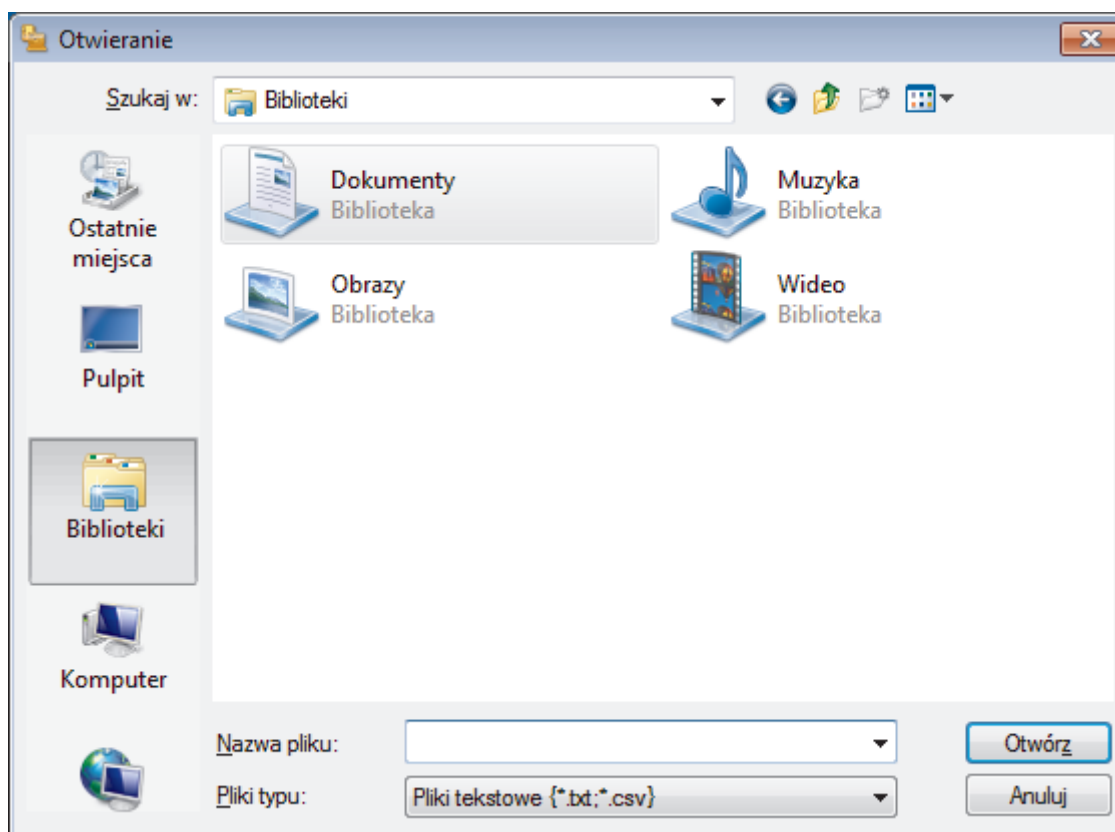 Otwieranie
Szukaj w: Biblioteki
Ostatnie
miejsca
Pulpit
Biblioteki
Komputer
Dokumenty
Biblioteka
Muzyka
Biblioteka
Obrazy
Biblioteka
Wideo
Biblioteka
Nazwa pliku:
Otwórz
Pliki typu: Pliki tekstowe {*.txt;*.csv}
Anuluj